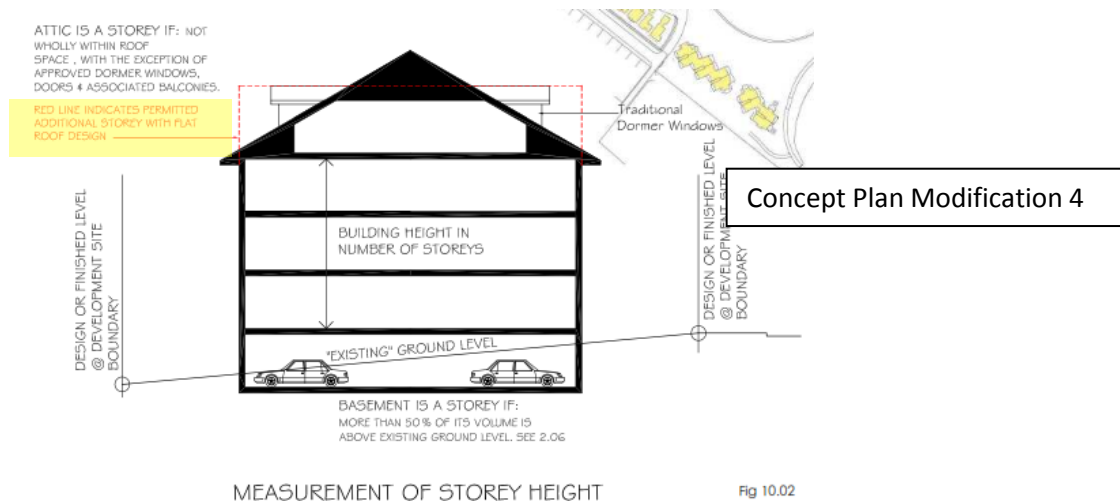 ATTIC IS A STOREY IF: NOT
WHOLLY WITHIN ROOF
SPACE , WITH THE EXCEPTION OF
APPROVED DORMER WINDOWS,
DOORS & ASSOCIATED BALCONIES.
RED LINE INDICATES PERMITTED
ADDITIONAL STOREY WITH FLAT
ROOF DESIGN
Traditional
Dormer Windows
Concept Plan Modification 4
BUILDING HEIGHT IN
NUMBER OF STOREYS
DESIGN OR FINISHED LEVEL
@ DEVELOPMENT SITE
BOUNDARY
DESIGN OR FINISHED LEVEL
@ DEVELOPMENT SITE
BOUNDARY
"EXISTING" GROUND LEVEL
BASEMENT IS A STOREY IF:
MORE THAN 50% OF ITS VOLUME IS
ABOVE EXISTING GROUND LEVEL. SEE 2.06
MEASUREMENT OF STOREY HEIGHT
Fig 10.02